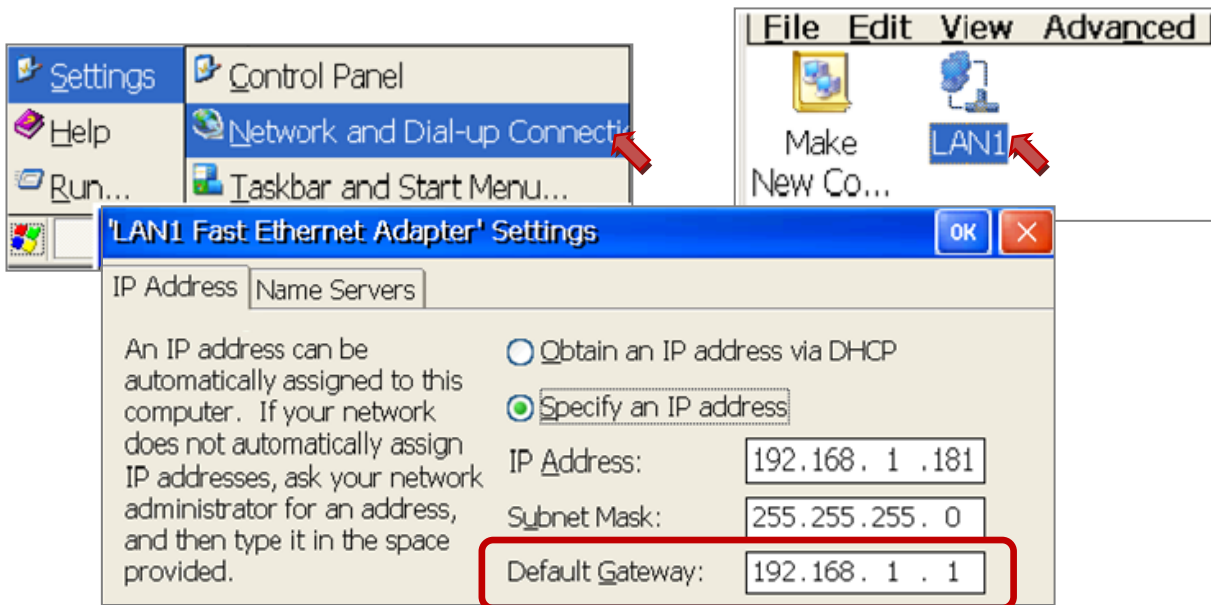 Settings
Help
Run...
Control Panel
Network and Dial-up Connecti
Taskbar and Start Menu...
File Edit View Advanced
Make
New Co...
LAN1
'LAN1 Fast Ethernet Adapter' Settings
OK
IP Address
Name Servers
An IP address can be
automatically assigned to this
computer. If your network
does not automatically assign
IP addresses, ask your network
administrator for an address,
and then type it in the space
provided.
Obtain an IP address via DHCP
Specify an IP address
IP Address: 192.168. 1 .181
Subnet Mask: 255.255.255. 0
Default Gateway: 192.168. 1 . 1